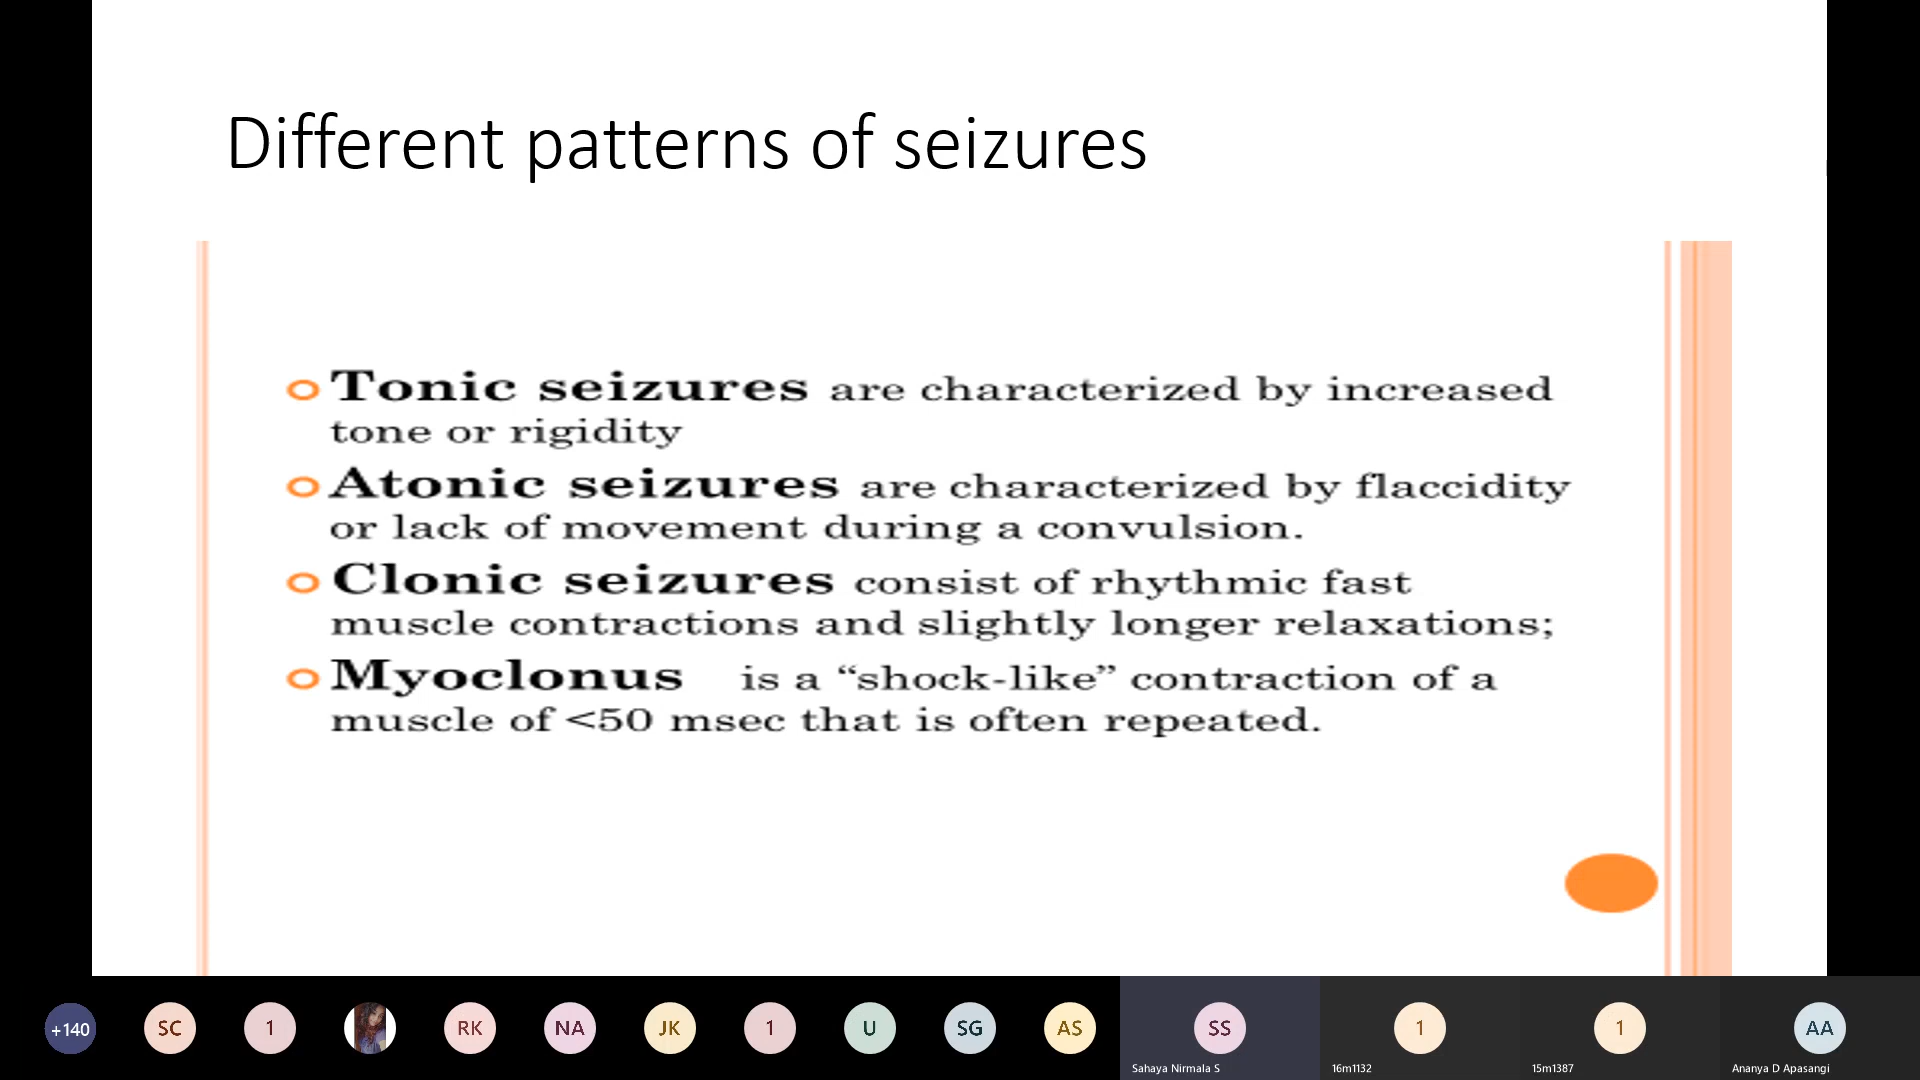 Different patterns of seizures
Tonic seizures are characterized by increased
tone or rigidity
Atonic seizures are characterized by flaccidity
or lack of movement during a convulsion.
Clonic seizures consist of rhythmic fast
muscle contractions and slightly longer relaxations;
Myoclonus is a “shock-like” contraction of a
muscle of <50 msec that is often repeated.
+140 SC 1 RK NA JK 1 U SG AS SS 1 1 AA
Sahaya Nirmala S 16m1132 15m1387 Ananya D Apasangi